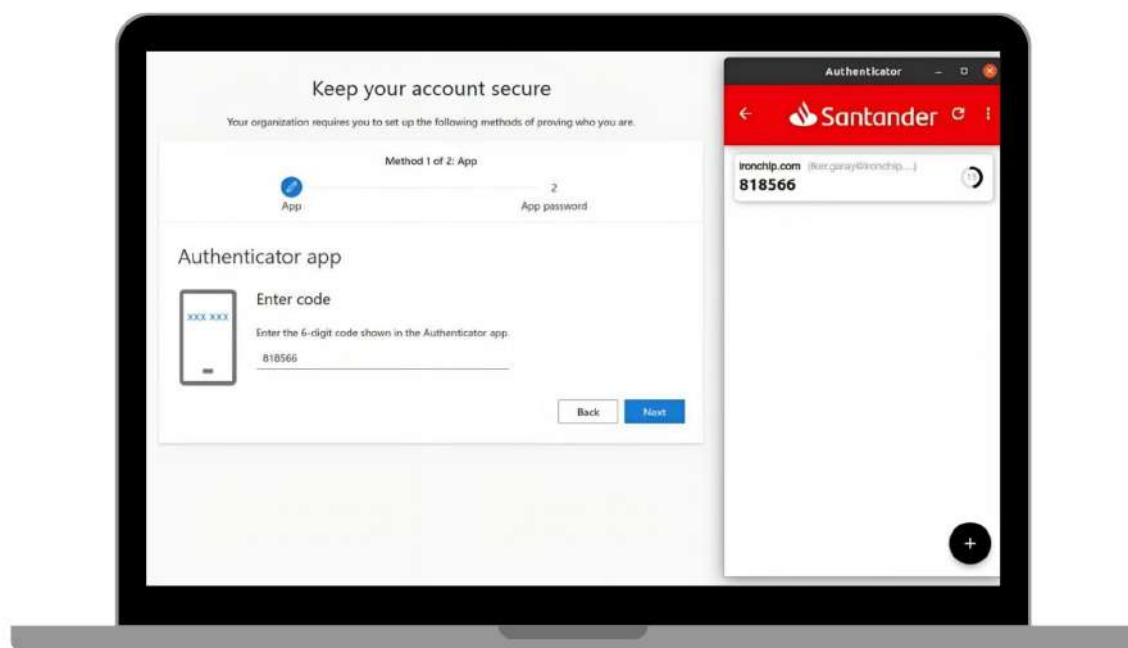 Keep your account secure
Your organization requires you to set up the following methods of proving who you are.
Method 1 of 2: App
2
App
App password
Authenticator app
XXX XXX
Enter code
Enter the 6-digit code shown in the Authenticator app.
818566
Back
Next
Authenticator
Santander
ironchip.com
818566
+